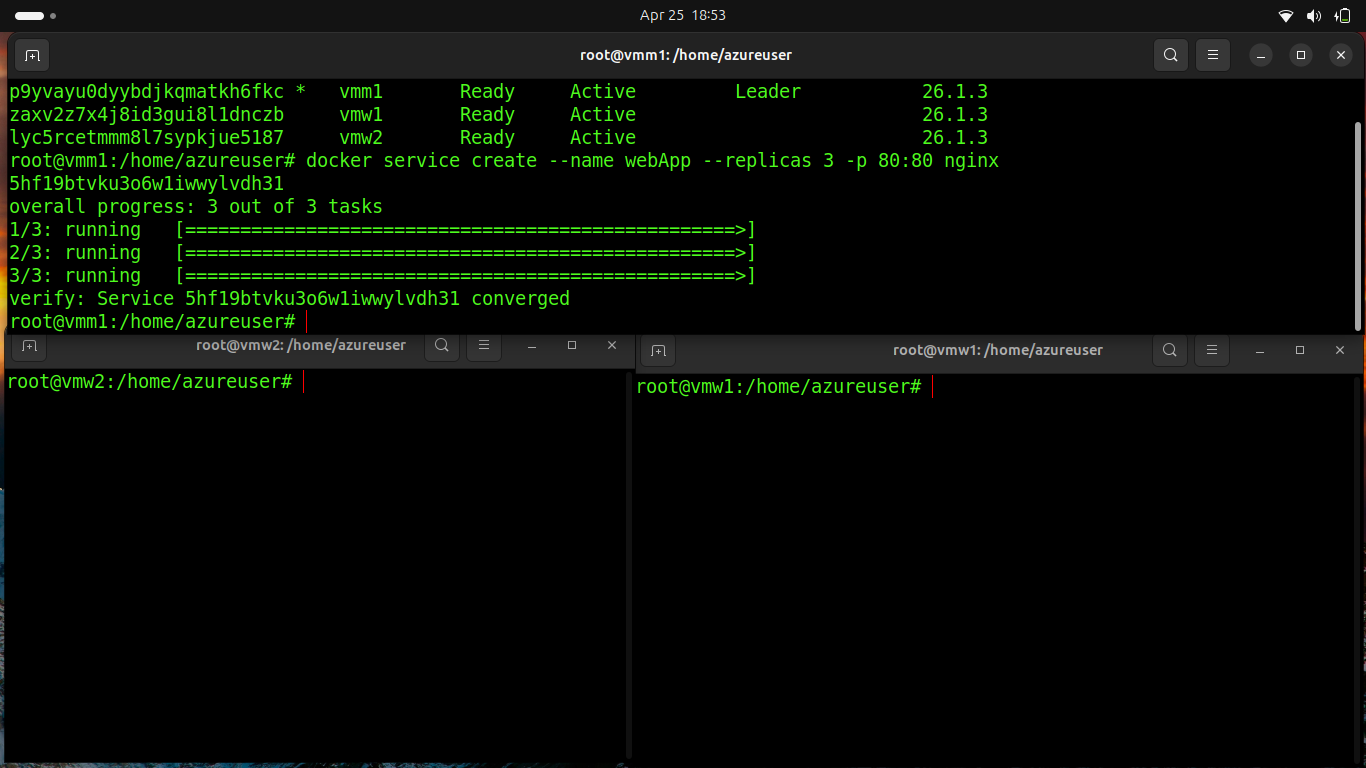 Apr 25 18:53
root@vmm1: /home/azureuser
p9yvayu0dyybdjkqmatkh6fkc * vmm1 Ready Active Leader 26.1.3
zaxv2z7x4j8id3gui8l1dnczb vmw1 Ready Active 26.1.3
lyc5rcetmmm8l7sypkjue5187 vmw2 Ready Active 26.1.3
root@vmm1:/home/azureuser# docker service create --name webApp --replicas 3 -p 80:80 nginx
5hf19btvku3o6w1iwwylvdh31
overall progress: 3 out of 3 tasks
1/3: running [==================================================>]
2/3: running [==================================================>]
3/3: running [==================================================>]
verify: Service 5hf19btvku3o6w1iwwylvdh31 converged
root@vmm1:/home/azureuser#
root@vmw2: /home/azureuser
root@vmw2:/home/azureuser#
root@vmw1: /home/azureuser
root@vmw1:/home/azureuser#